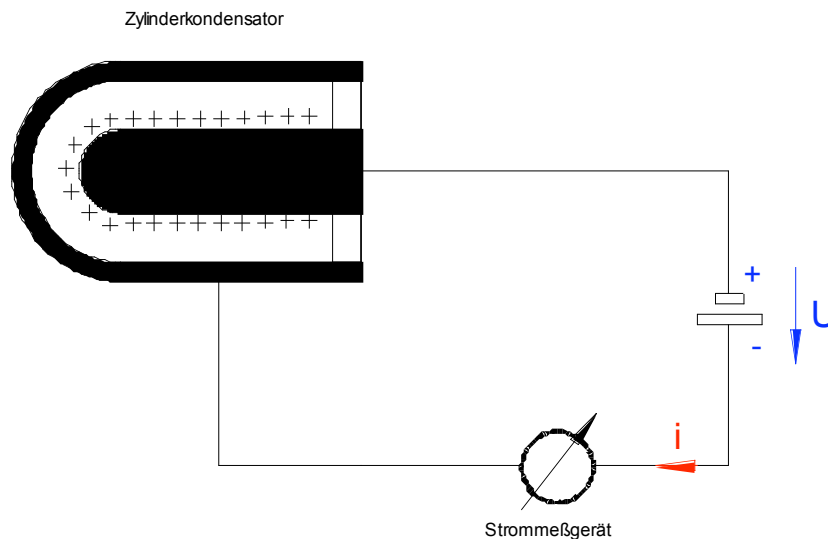 Zylinderkondensator
+ + + + + + + + + + + +
+
+
+
+ + + + + + + + + + +
+
U
-
i
Strommeßgerät